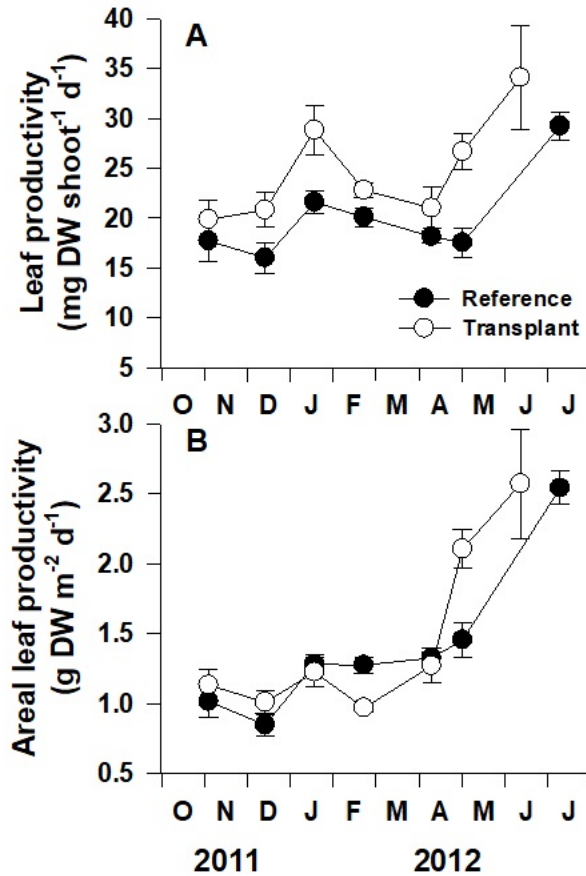 A
Leaf productivity
(mg DW shoot⁻¹ d⁻¹)
40
35
30
25
20
15
10
5
Reference
Transplant
O N D J F M A M J J
B
Areal leaf productivity
(g DW m⁻² d⁻¹)
3.0
2.5
2.0
1.5
1.0
0.5
O N D J F M A M J J
2011 2012